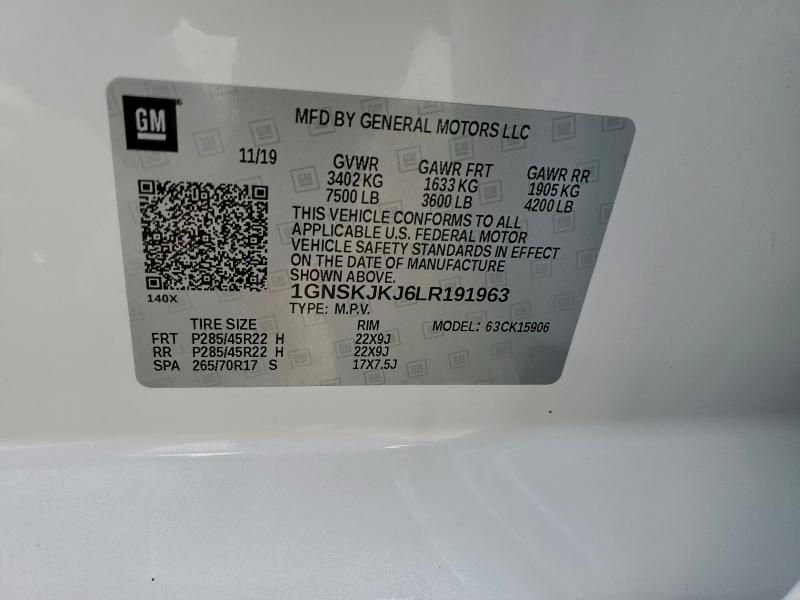 GM
MFD BY GENERAL MOTORS LLC
11/19
GVWR GAWR FRT GAWR RR
3402 KG 1633 KG 1905 KG
7500 LB 3600 LB 4200 LB
THIS VEHICLE CONFORMS TO ALL
APPLICABLE U.S. FEDERAL MOTOR
VEHICLE SAFETY STANDARDS IN EFFECT
ON THE DATE OF MANUFACTURE
SHOWN ABOVE.
140X
1GNSKJKJ6LR191963
TYPE: M.P.V.
TIRE SIZE RIM MODEL: 63CK15906
FRT P285/45R22 H 22X9J
RR P285/45R22 H 22X9J
SPA 265/70R17 S 17X7.5J